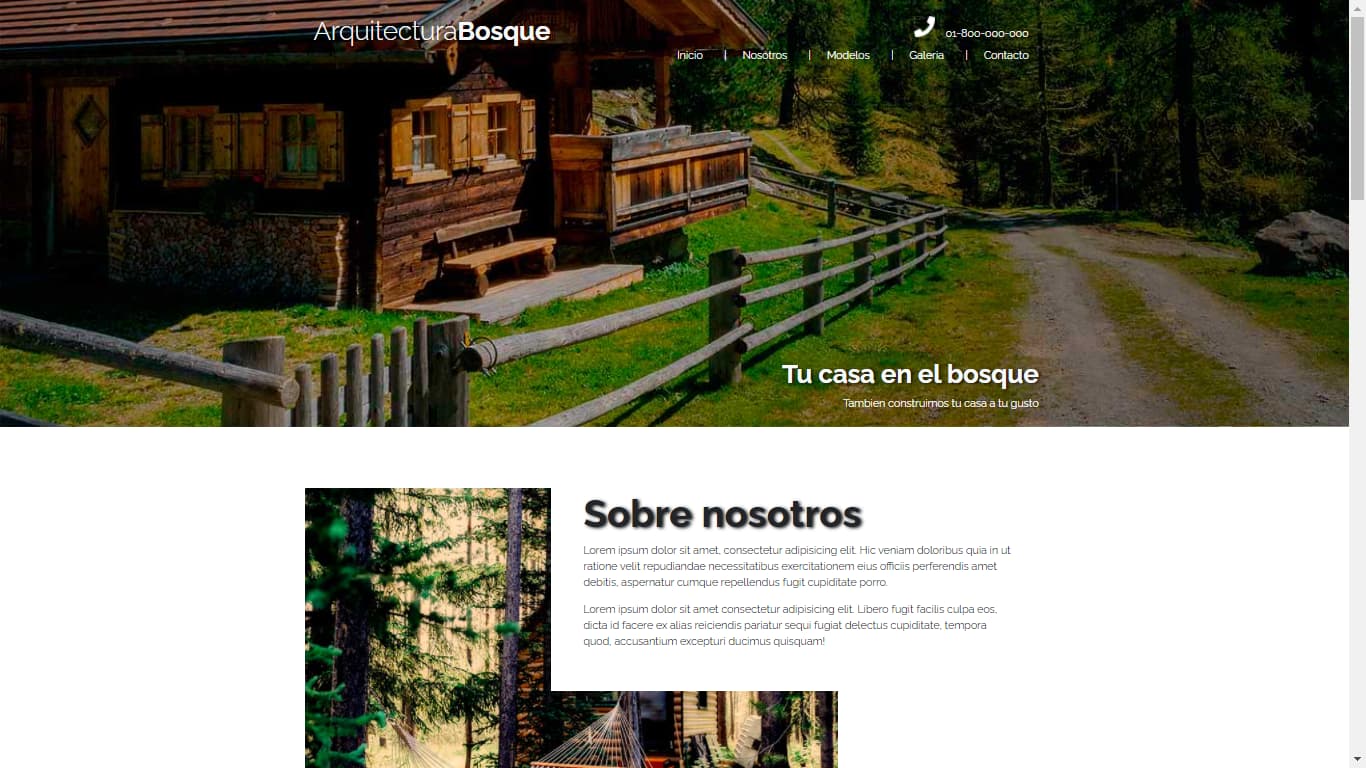 ArquitecturaBosque
01-800-000-000
Inicio | Nosotros | Modelos | Galeria | Contacto
Tu casa en el bosque
Tambien construimos tu casa a tu gusto
Sobre nosotros
Lorem ipsum dolor sit amet, consectetur adipisicing elit. Hic veniam doloribus quia in ut
ratione velit repudiandae necessitatibus exercitationem eius officiis perferendis amet
debitis, aspernatur cumque repellendus fugit cupiditate porro.
Lorem ipsum dolor sit amet consectetur adipisicing elit. Libero fugit facilis culpa eos,
dicta id facere ex alias reiciendis pariatur sequi fugiat delectus cupiditate, tempora
quod, accusantium excepturi ducimus quisquam!